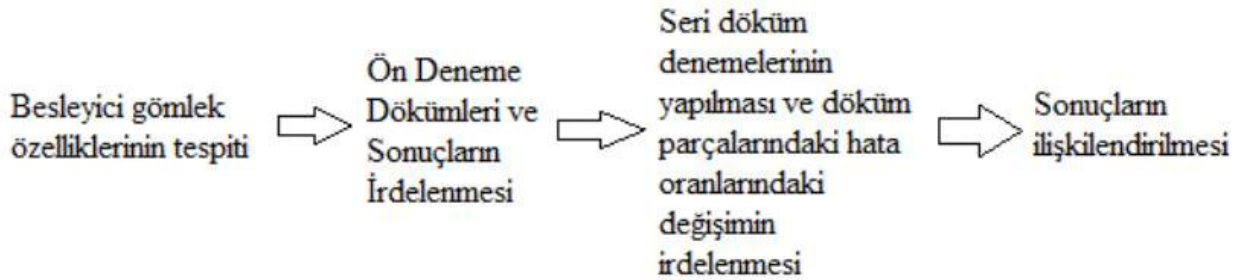 Besleyici gömlek
özelliklerinin tespiti
Ön Deneme
Dökümleri ve
Sonuçların
İrdelenmesi
Seri döküm
denemelerinin
yapılması ve döküm
parçalarındaki hata
oranlarındaki
değişimin
irdelenmesi
Sonuçların
ilişkilendirilmesi